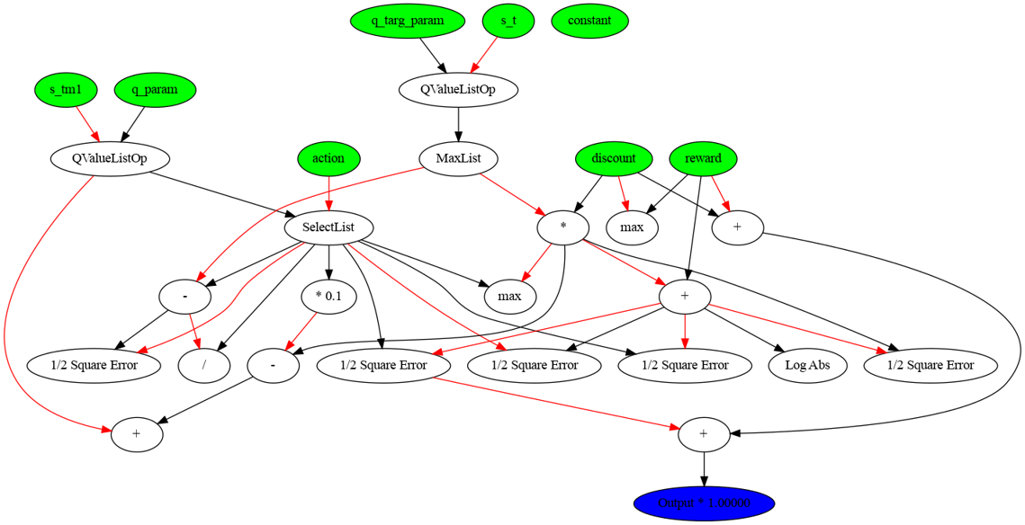 q_targ_param
s_t
constant
s_tm1
q_param
QValueListOp
QValueListOp
action
MaxList
discount
reward
SelectList
*
max
+
-
* 0.1
max
+
1/2 Square Error
/
-
1/2 Square Error
1/2 Square Error
1/2 Square Error
Log Abs
1/2 Square Error
+
+
Output * 1.00000